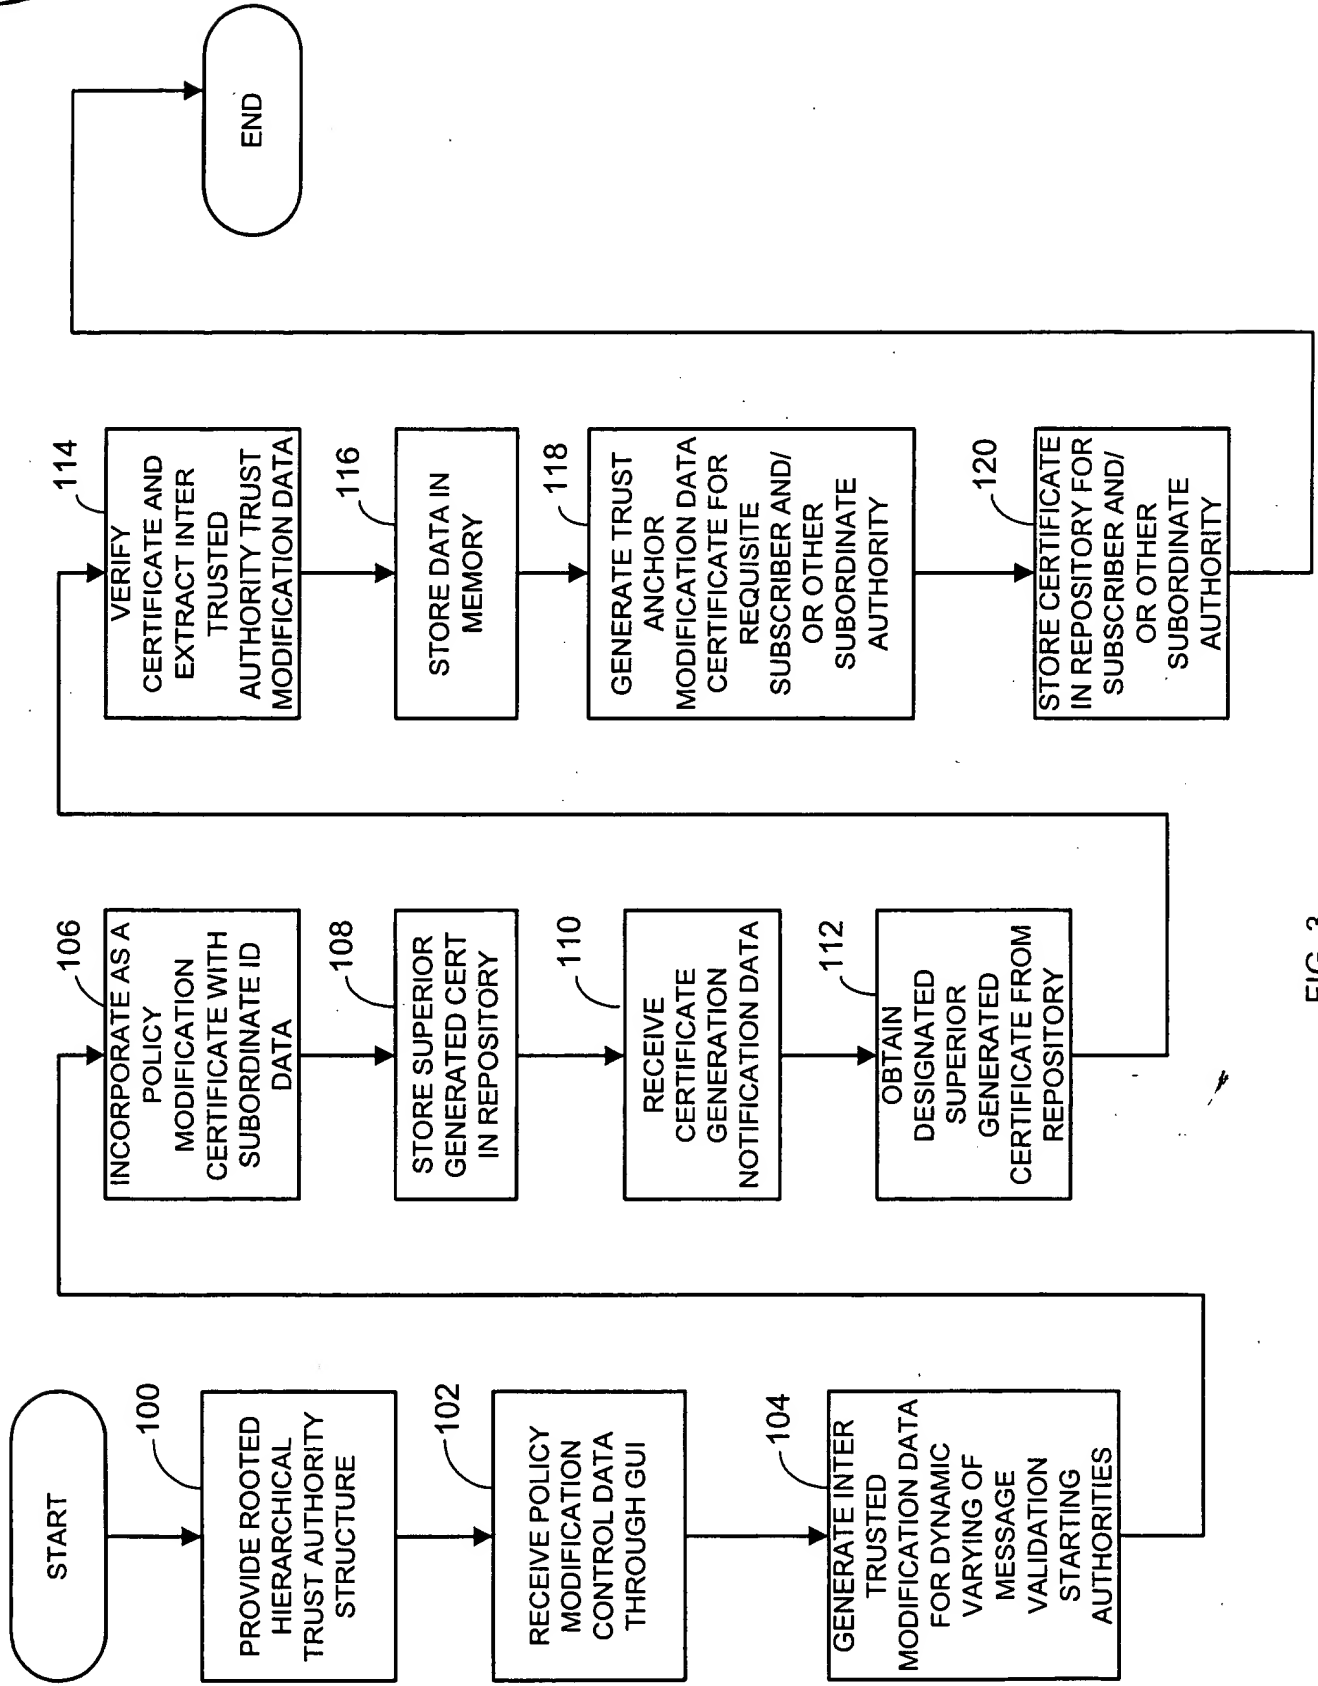 START
100
PROVIDE ROOTED
HIERARCHICAL
TRUST AUTHORITY
STRUCTURE
102
RECEIVE POLICY
MODIFICATION
CONTROL DATA
THROUGH GUI
104
GENERATE INTER
TRUSTED
MODIFICATION DATA
FOR DYNAMIC
VARYING OF
MESSAGE
VALIDATION
STARTING
AUTHORITIES
106
INCORPORATE AS A
POLICY
MODIFICATION
CERTIFICATE WITH
SUBORDINATE ID
DATA
108
STORE SUPERIOR
GENERATED CERT
IN REPOSITORY
110
RECEIVE
CERTIFICATE
GENERATION
NOTIFICATION DATA
112
OBTAIN
DESIGNATED
SUPERIOR
GENERATED
CERTIFICATE FROM
REPOSITORY
114
VERIFY
CERTIFICATE AND
EXTRACT INTER
TRUSTED
AUTHORITY TRUST
MODIFICATION DATA
116
STORE DATA IN
MEMORY
118
GENERATE TRUST
ANCHOR
MODIFICATION DATA
CERTIFICATE FOR
REQUISITE
SUBSCRIBER AND/
OR OTHER
SUBORDINATE
AUTHORITY
120
STORE CERTIFICATE
IN REPOSITORY FOR
SUBSCRIBER AND/
OR OTHER
SUBORDINATE
AUTHORITY
END
FIG. 3